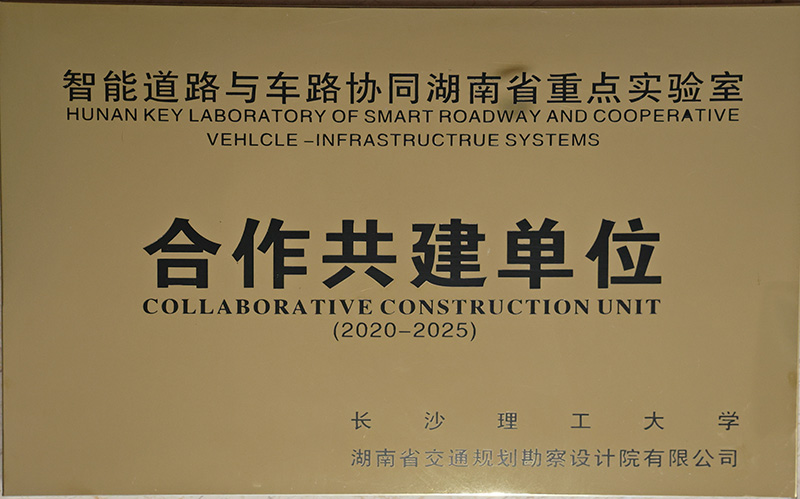 智能道路与车路协同湖南省重点实验室
HUNAN KEY LABORATORY OF SMART ROADWAY AND COOPERATIVE
VEHLCLE -INFRASTRUCTRUE SYSTEMS
合作共建单位
COLLABORATIVE CONSTRUCTION UNIT
(2020-2025)
长沙理工大学
湖南省交通规划勘察设计院有限公司